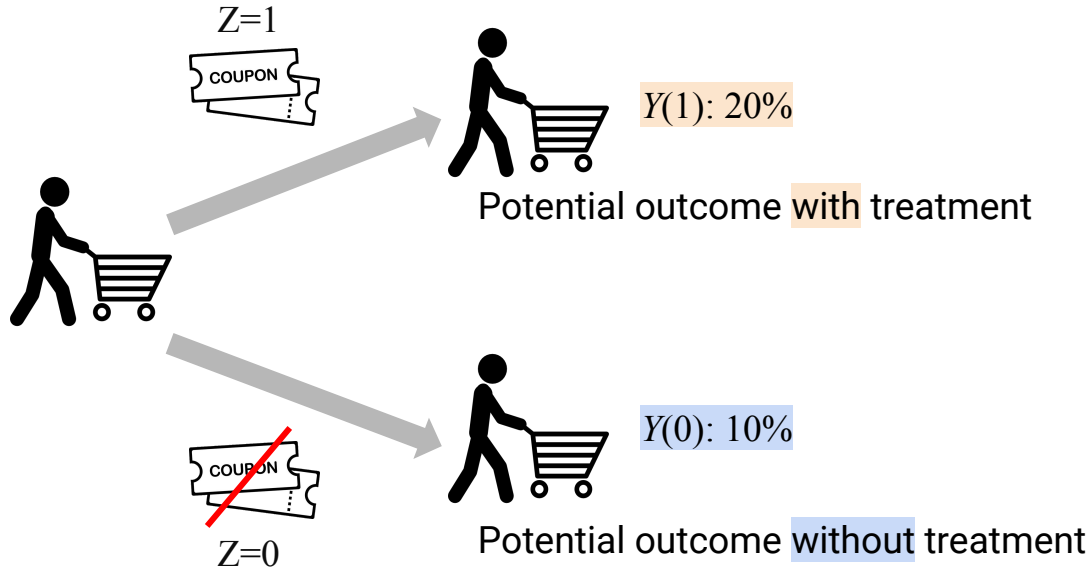 Z=1
COUPON
Y(1): 20%
Potential outcome with treatment
Y(0): 10%
COUPON
Z=0
Potential outcome without treatment